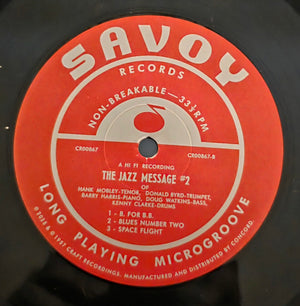 SAVOY
RECORDS
NON-BREAKABLE—33⅓RPM
CR00867
CR00867-B
A HI FI RECORDING
THE JAZZ MESSAGE #2
OF
HANK MOBLEY-TENOR, DONALD BYRD-TRUMPET,
BARRY HARRIS-PIANO, DOUG WATKINS-BASS,
KENNY CLARKE-DRUMS
1 - B. FOR B.B.
2 - BLUES NUMBER TWO
3 - SPACE FLIGHT
LONG PLAYING MICROGROOVE
CRAFT RECORDINGS. MANUFACTURED AND DISTRIBUTED BY CONCORD.